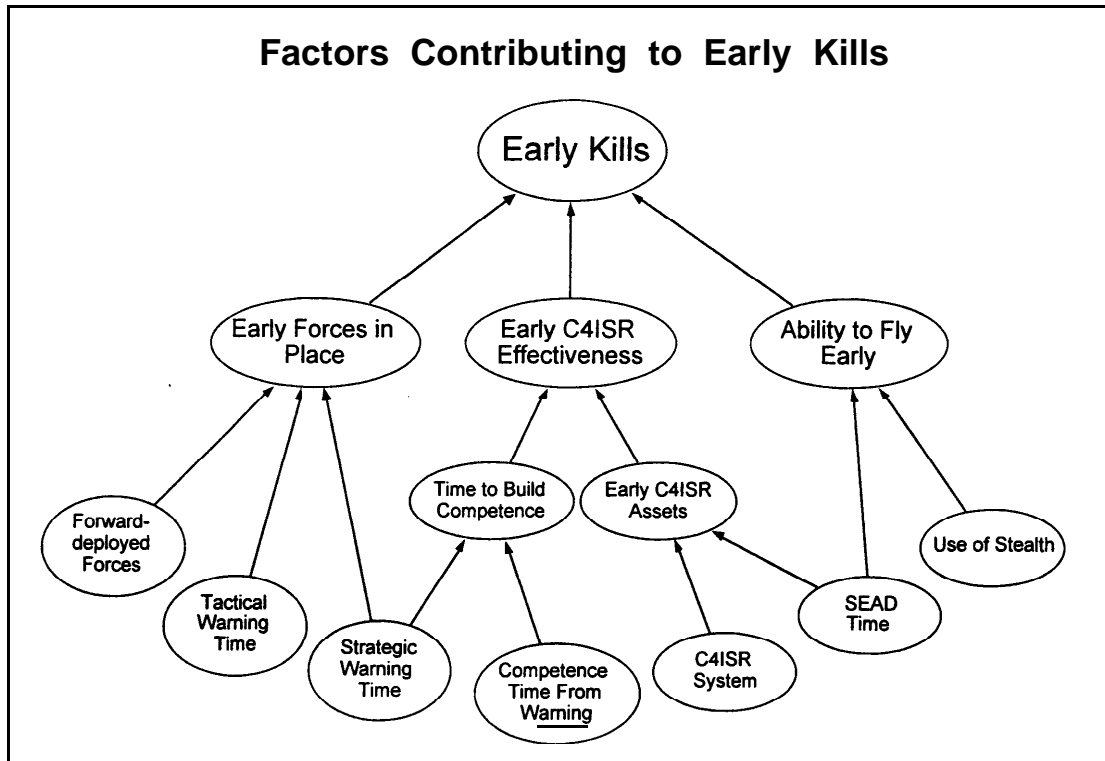 Factors Contributing to Early Kills
Early Kills
Early Forces in
Place
Early C4ISR
Effectiveness
Ability to Fly
Early
Time to Build
Competence
Early C4ISR
Assets
Forward-
deployed
Forces
Use of Stealth
Tactical
Warning
Time
SEAD
Time
Strategic
Warning
Time
C4ISR
System
Competence
Time From
Warning